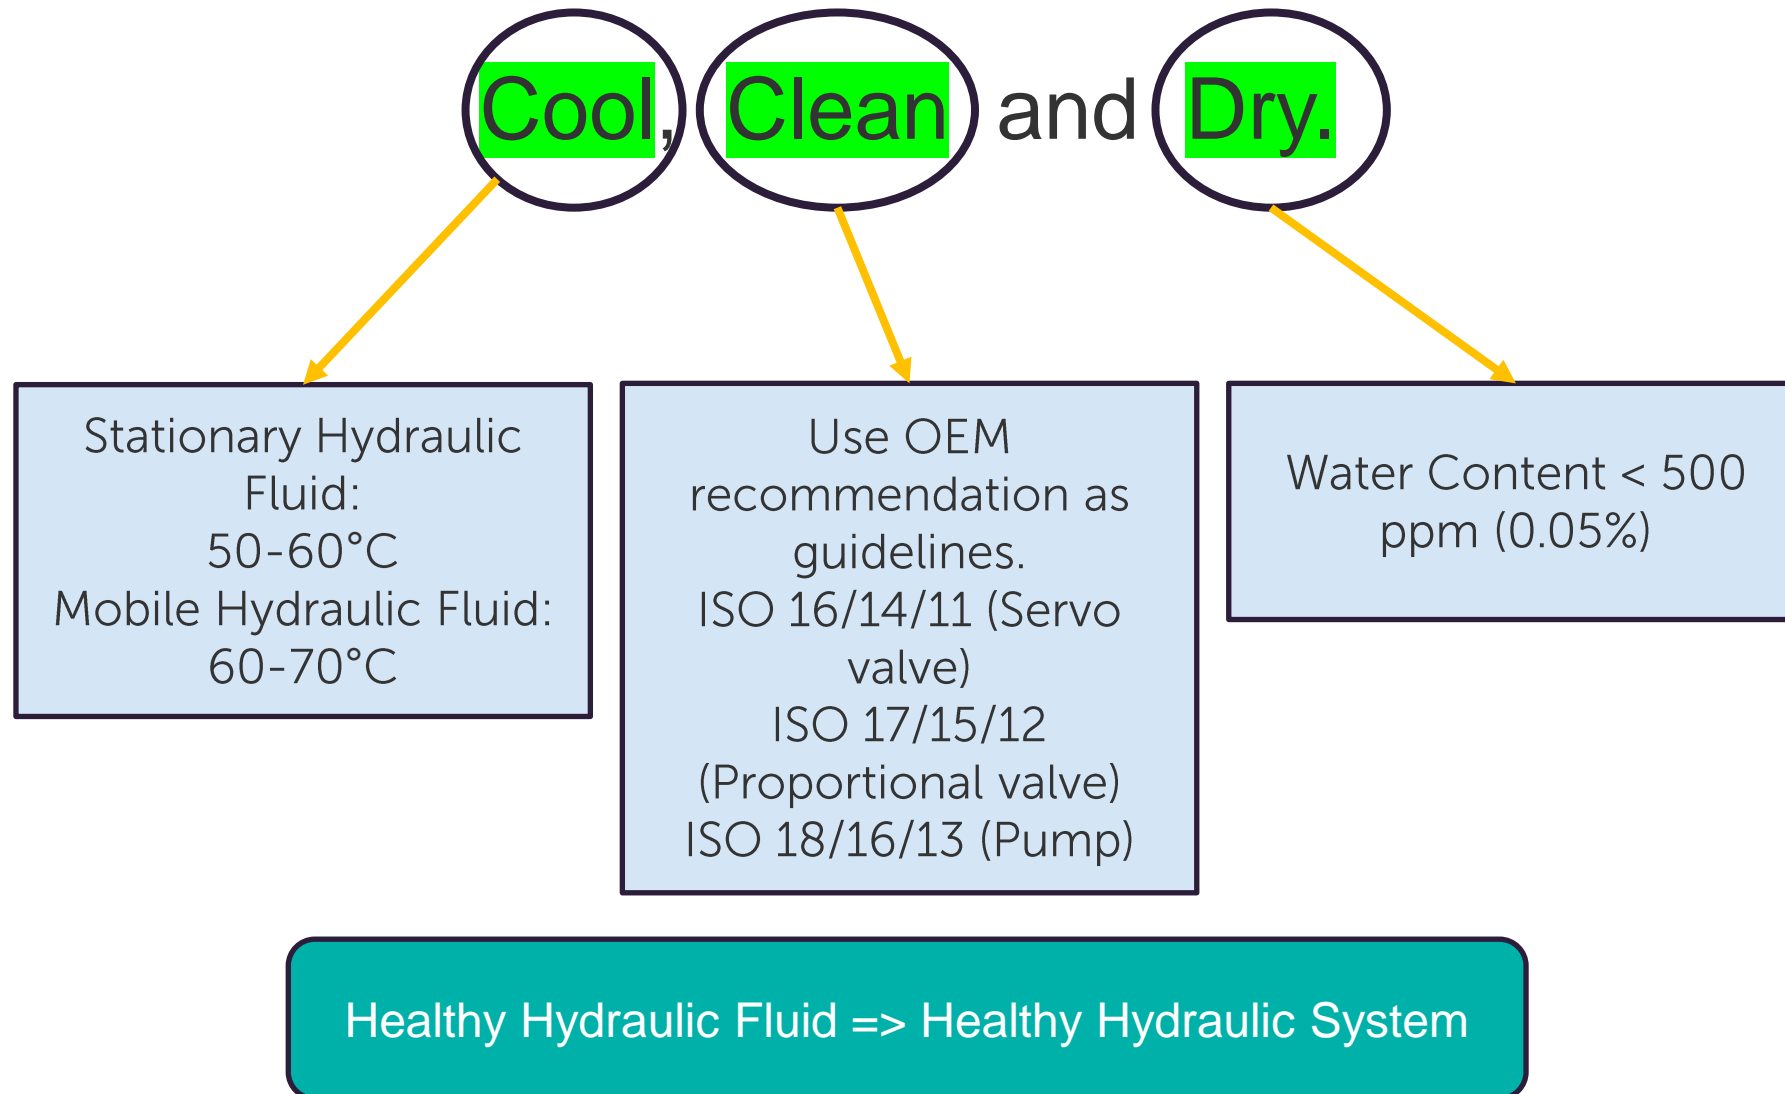 Cool, Clean and Dry.
Stationary Hydraulic
Fluid:
50-60°C
Mobile Hydraulic Fluid:
60-70°C
Use OEM
recommendation as
guidelines.
ISO 16/14/11 (Servo
valve)
ISO 17/15/12
(Proportional valve)
ISO 18/16/13 (Pump)
Water Content < 500
ppm (0.05%)
Healthy Hydraulic Fluid => Healthy Hydraulic System